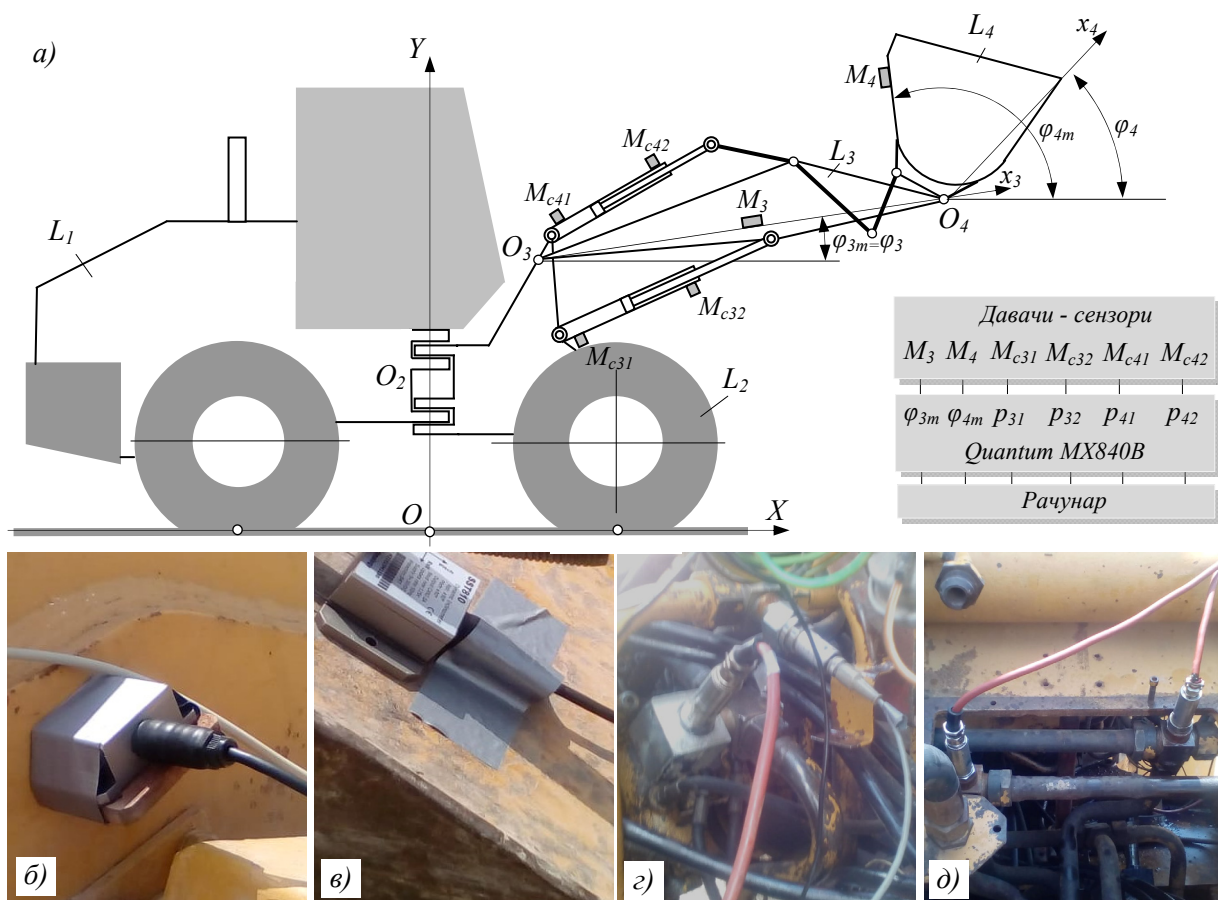 а)
Y
L4
x4
M4
φ4m
φ4
Mc42
L3
Mc41
M3
x3
L1
O3
φ3m=φ3
O4
Mc32
Mc31
O2
L2
O
X
Давачи - сензори
M3 M4 Mc31 Mc32 Mc41 Mc42
φ3m φ4m p31 p32 p41 p42
Quantum MX840B
Рачунар
SST810
б)
в)
г)
д)